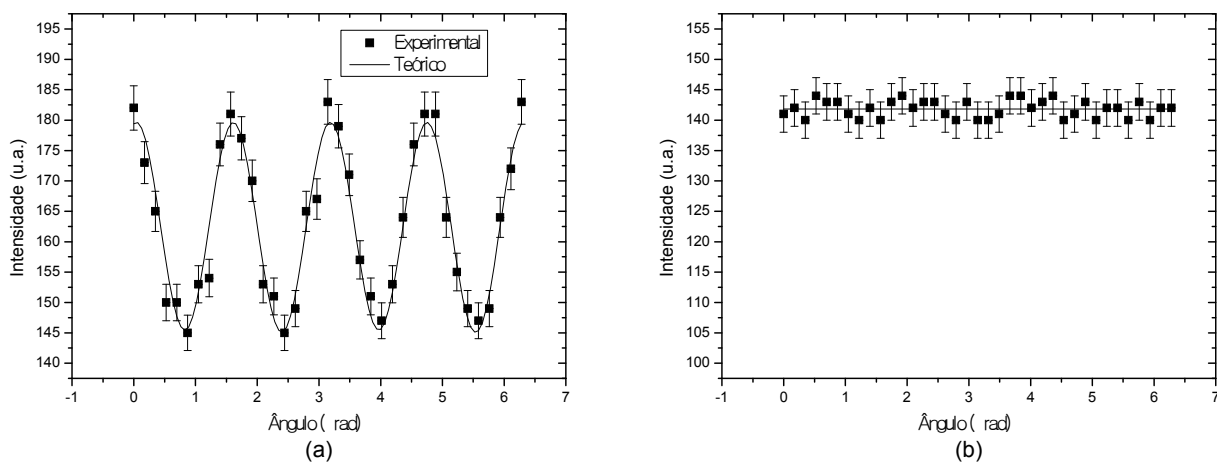 195
190
185
180
175
170
165
160
155
150
145
140
Intensidade (u.a.)
Experimental
Teórico
-1 0 1 2 3 4 5 6 7
Ângulo ( rad)
(a)
155
150
145
140
135
130
125
120
115
110
105
100
Intensidade (u.a.)
-1 0 1 2 3 4 5 6 7
Ângulo ( rad)
(b)